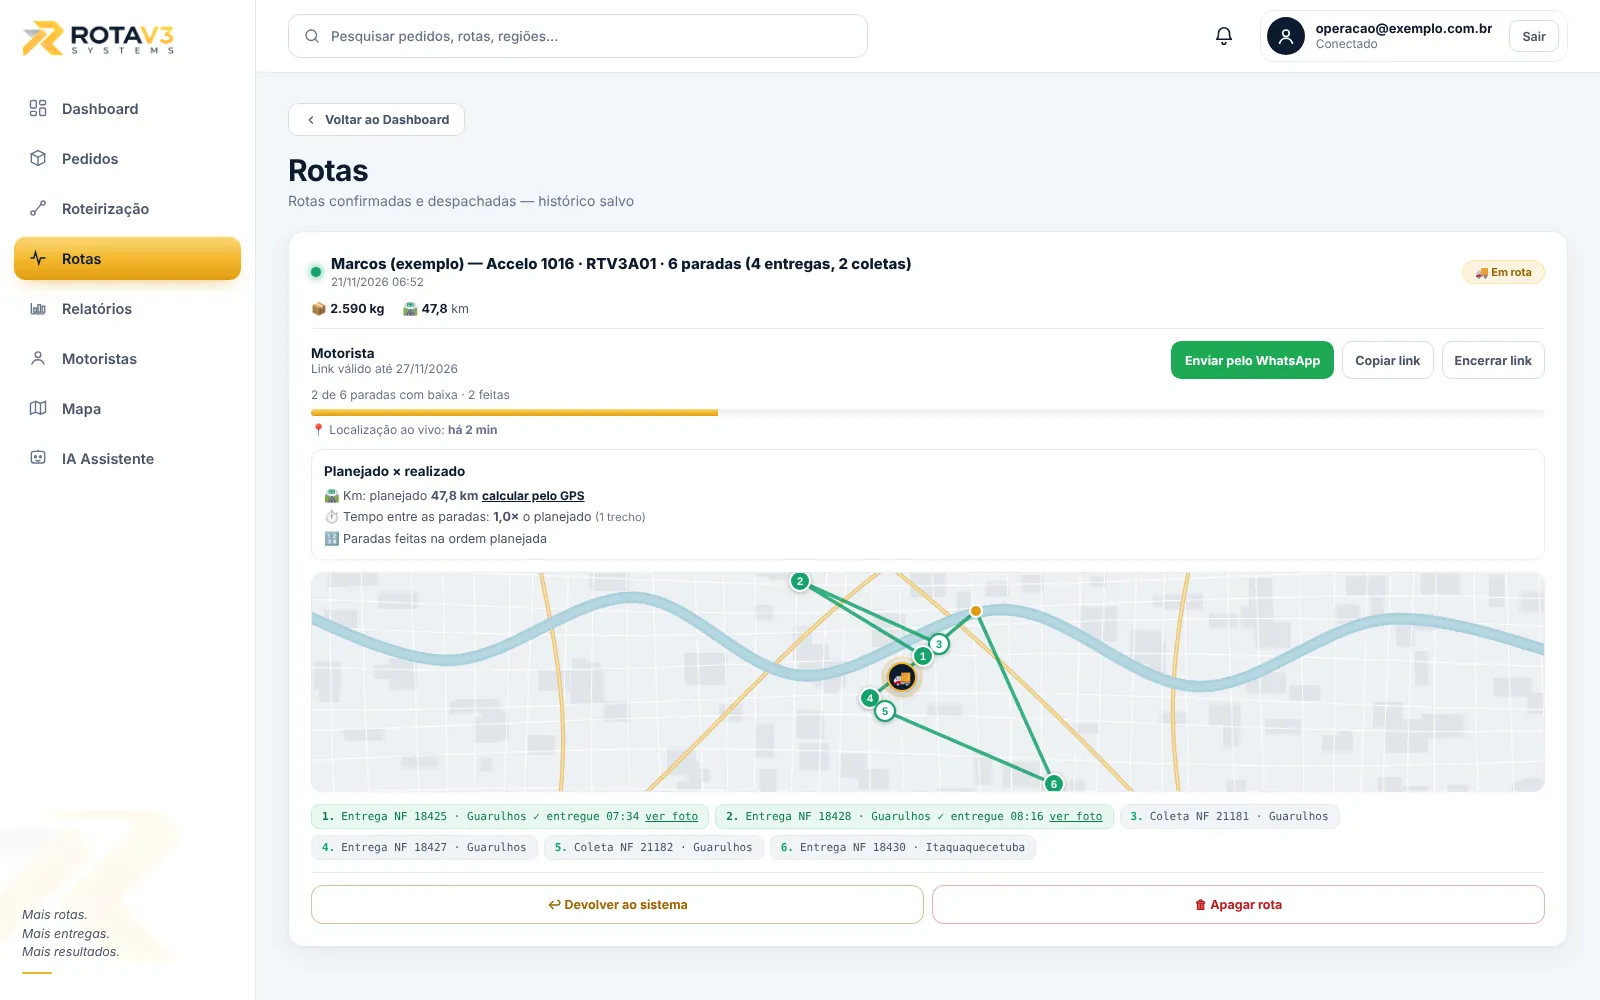 ROTAV3
SYSTEMS
Pesquisar pedidos, rotas, regiões...
operacao@exemplo.com.br
Conectado
Sair
Dashboard
Pedidos
Roteirização
Rotas
Relatórios
Motoristas
Mapa
IA Assistente
Mais rotas.
Mais entregas.
Mais resultados.
Voltar ao Dashboard
Rotas
Rotas confirmadas e despachadas — histórico salvo
Marcos (exemplo) — Accelo 1016 · RTV3A01 · 6 paradas (4 entregas, 2 coletas)
21/11/2026 06:52
Em rota
2.590 kg 47,8 km
Motorista
Link válido até 27/11/2026
Enviar pelo WhatsApp
Copiar link
Encerrar link
2 de 6 paradas com baixa · 2 feitas
Localização ao vivo: há 2 min
Planejado × realizado
Km: planejado 47,8 km calcular pelo GPS
Tempo entre as paradas: 1,0× o planejado (1 trecho)
Paradas feitas na ordem planejada
2
3
1
4
5
6
1. Entrega NF 18425 · Guarulhos ✓ entregue 07:34 ver foto
2. Entrega NF 18428 · Guarulhos ✓ entregue 08:16 ver foto
3. Coleta NF 21181 · Guarulhos
4. Entrega NF 18427 · Guarulhos
5. Coleta NF 21182 · Guarulhos
6. Entrega NF 18430 · Itaquaquecetuba
Devolver ao sistema
Apagar rota